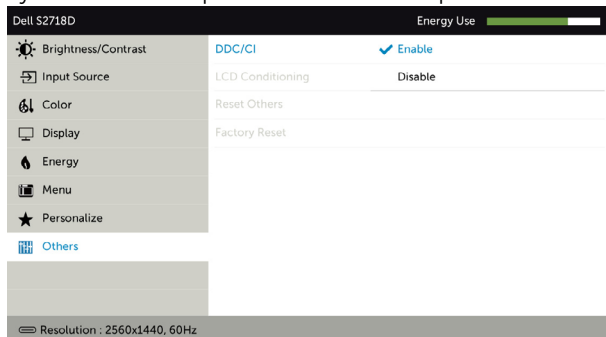 Dell S2718D Energy Use
Brightness/Contrast DDC/CI Enable
Input Source LCD Conditioning Disable
Color Reset Others
Display Factory Reset
Energy
Menu
Personalize
Others
Resolution : 2560x1440, 60Hz